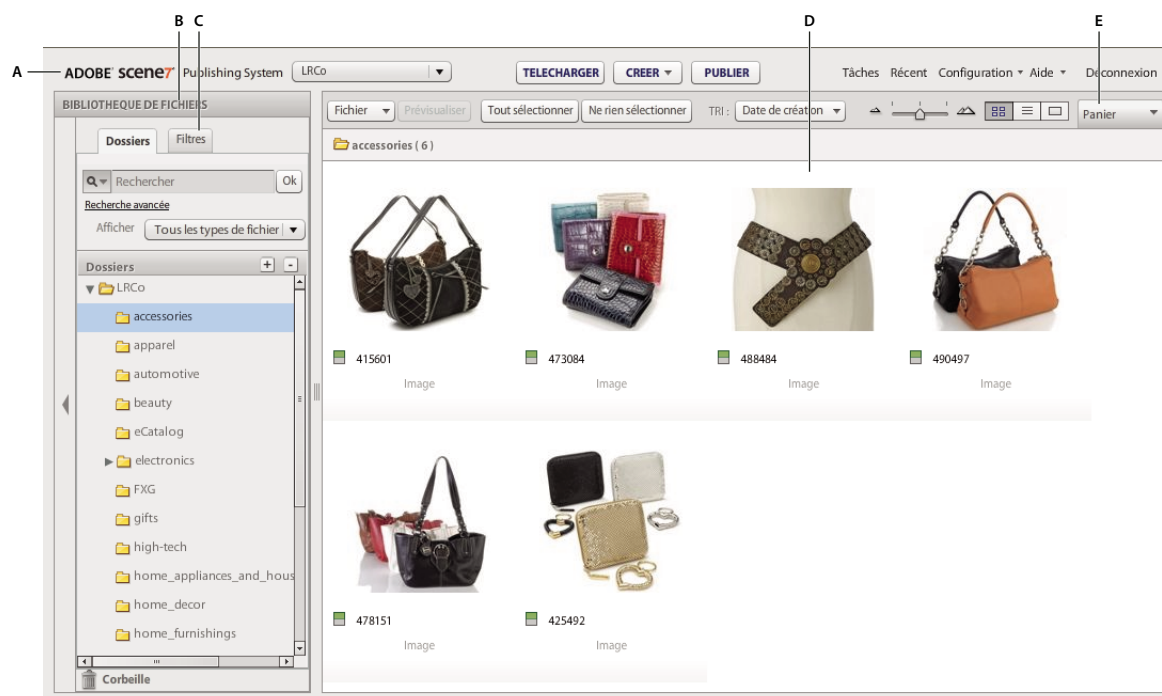 B C D E
A ADOBE® SCene7® Publishing System LRCo TELECHARGER CREER PUBLIER Tâches Récent Configuration Aide Déconnexion
BIBLIOTHEQUE DE FICHIERS
Fichier Prévisualiser Tout sélectionner Ne rien sélectionner TRI : Date de création Panier
Dossiers Filtres
accessories ( 6 )
Rechercher Ok
Recherche avancée
Afficher Tous les types de fichier
Dossiers + -
LRCo
accessories
apparel
automotive
beauty
eCatalog
electronics
FXG
gifts
high-tech
home_appliances_and_hous
home_decor
home_furnishings
Corbeille
415601 473084 488484 490497
Image Image Image Image
478151 425492
Image Image